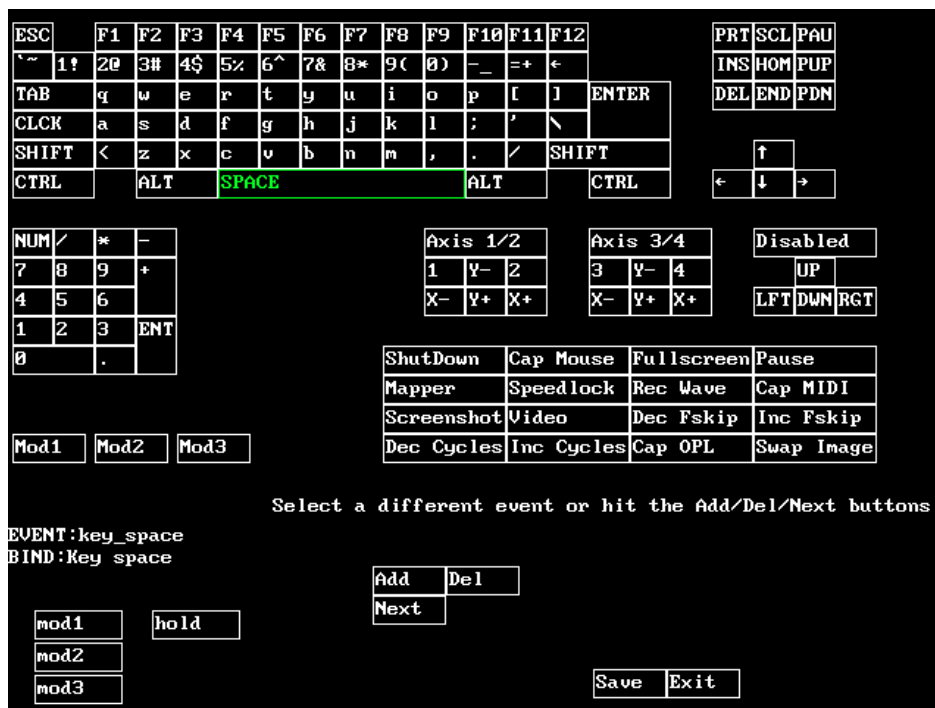 ESC F1 F2 F3 F4 F5 F6 F7 F8 F9 F10 F11 F12 PRT SCL PAU
`~ 1! 2@ 3# 4$ 5% 6^ 7& 8* 9( 0) -_ =+ ← INS HOM PUP
TAB q w e r t y u i o p [ ] ENTER DEL END PDN
CLCK a s d f g h j k l ; ' \
SHIFT < z x c v b n m , . / SHIFT ↑
CTRL ALT SPACE ALT CTRL ← ↓ →
NUM / * - Axis 1/2 Axis 3/4 Disabled
7 8 9 + 1 Y- 2 3 Y- 4 UP
4 5 6 X- Y+ X+ X- Y+ X+ LFT DWN RGT
1 2 3 ENT
0 . ShutDown Cap Mouse Fullscreen Pause
Mapper Speedlock Rec Wave Cap MIDI
Screenshot Video Dec Fskip Inc Fskip
Mod1 Mod2 Mod3 Dec Cycles Inc Cycles Cap OPL Swap Image
Select a different event or hit the Add/Del/Next buttons
EVENT:key_space
BIND:Key space
Add Del
Next
mod1 hold
mod2
mod3 Save Exit